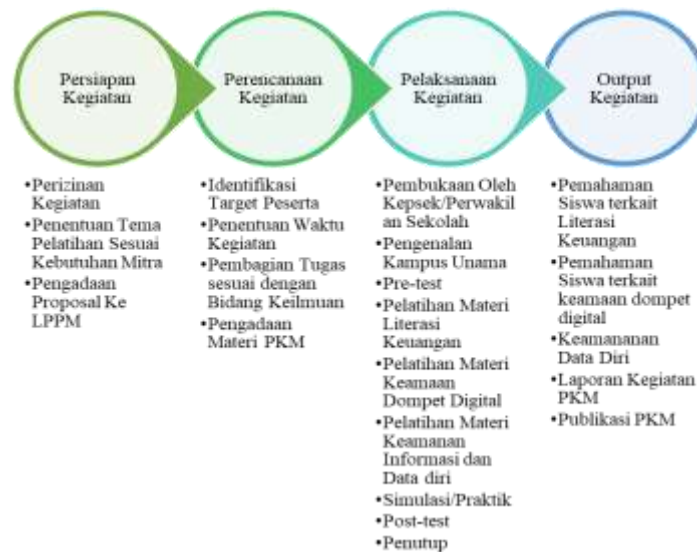 Persiapan
Kegiatan
•Perizinan
Kegiatan
•Penentuan Tema
Pelatihan Sesuai
Kebutuhan Mitra
•Pengadaan
Proposal Ke
LPPM
Perencanaan
Kegiatan
•Identifikasi
Target Peserta
•Penentuan Waktu
Kegiatan
•Pembagian Tugas
sesuai dengan
Bidang Keilmuan
•Pengadaan
Materi PKM
Pelaksanaan
Kegiatan
•Pembukaan Oleh
Kepsek/Perwakil
an Sekolah
•Pengenalan
Kampus Unama
•Pre-test
•Pelatihan Materi
Literasi
Keuangan
•Pelatihan Materi
Keamaan
Dompet Digital
•Pelatihan Materi
Keamanan
Informasi dan
Data diri
•Simulasi/Praktik
•Post-test
•Penutup
Output
Kegiatan
•Pemahaman
Siswa terkait
Literasi
Keuangan
•Pemahaman
Siswa terkait
keamaan dompet
digital
•Keamananan
Data Diri
•Laporan Kegiatan
PKM
•Publikasi PKM